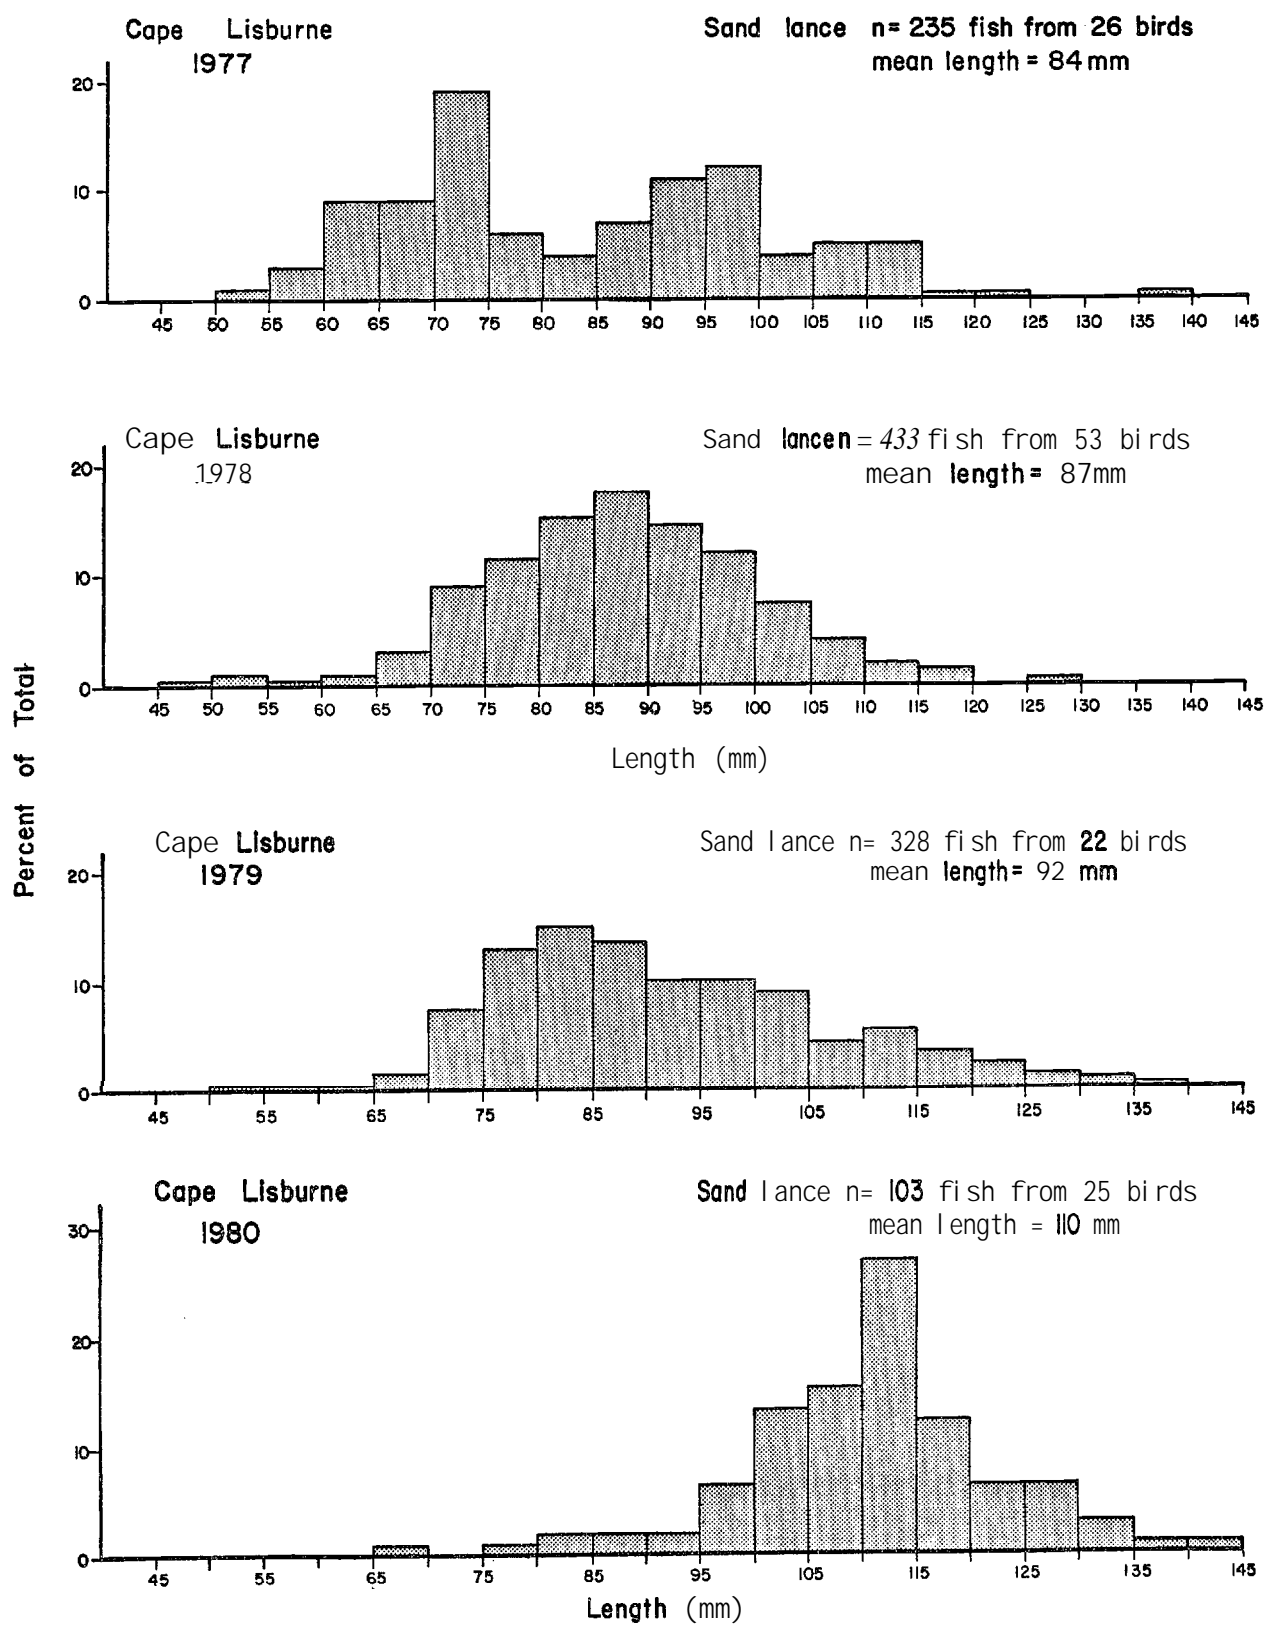 Cape Lisburne
1977
Sand lance n= 235 fish from 26 birds
mean length = 84 mm
20
10
0
45 50 55 60 65 70 75 80 85 90 95 100 105 110 115 120 125 130 135 140 145
Cape Lisburne
1978
Sand lancen = 433 fish from 53 birds
mean length = 87mm
20
10
0
45 50 55 60 65 70 75 80 85 90 95 100 105 110 115 120 125 130 135 140 145
Length (mm)
Percent of Total
Cape Lisburne
1979
Sand lance n= 328 fish from 22 birds
mean length= 92 mm
20
10
0
45 55 65 75 85 95 105 115 125 135 145
Cape Lisburne
1980
Sand lance n= 103 fish from 25 birds
mean length = 110 mm
30
20
10
0
45 55 65 75 85 95 105 115 125 135 145
Length (mm)